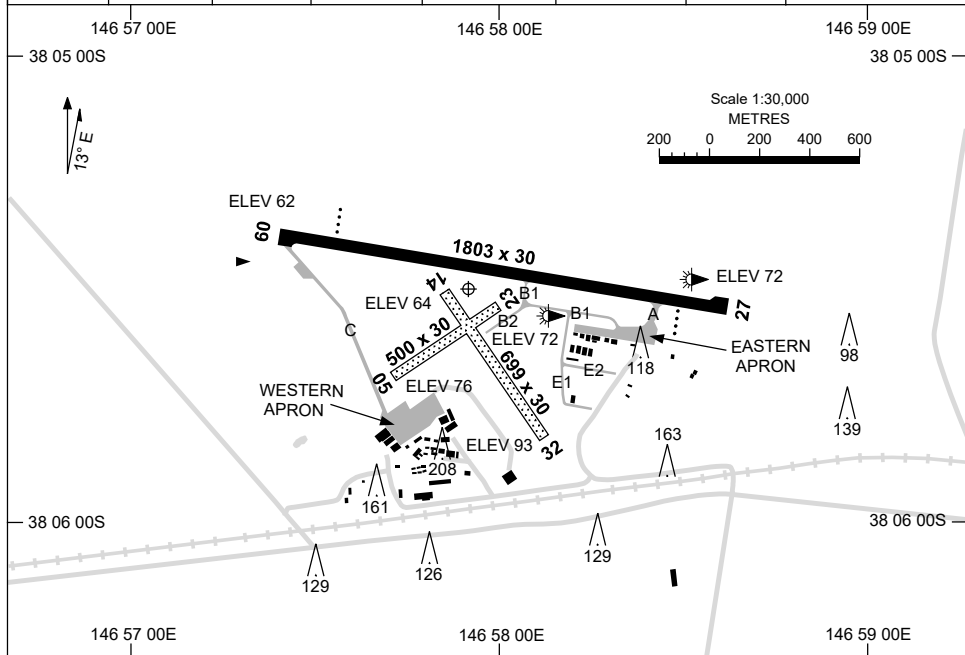 146 57 00E
146 58 00E
146 59 00E
38 05 00S
38 05 00S
Scale 1:30,000
METRES
200 0 200 400 600
13° E
ELEV 62
09
1803 x 30
ELEV 72
27
14
ELEV 64
23
B1
B1
A
B2
ELEV 72
C
500 x 30
699 x 30
EASTERN
APRON
98
05
E1
E2
118
ELEV 76
WESTERN
APRON
139
ELEV 93
32
163
208
161
38 06 00S
38 06 00S
129
126
129
146 57 00E
146 58 00E
146 59 00E